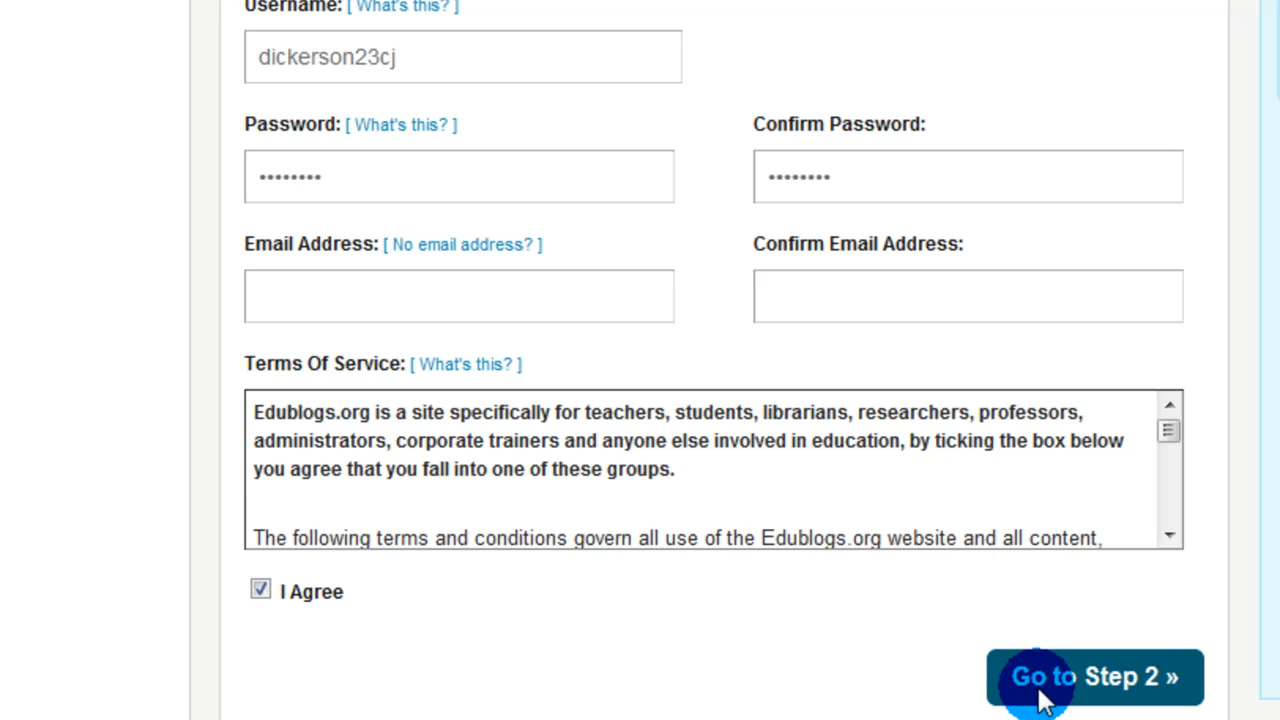 Username: [ What's this? ]
dickerson23cj
Password: [ What's this? ] Confirm Password:
•••••••• ••••••••
Email Address: [ No email address? ] Confirm Email Address:
Terms Of Service: [ What's this? ]
Edublogs.org is a site specifically for teachers, students, librarians, researchers, professors,
administrators, corporate trainers and anyone else involved in education, by ticking the box below
you agree that you fall into one of these groups.
The following terms and conditions govern all use of the Edublogs.org website and all content,
I Agree
Go to Step 2 »